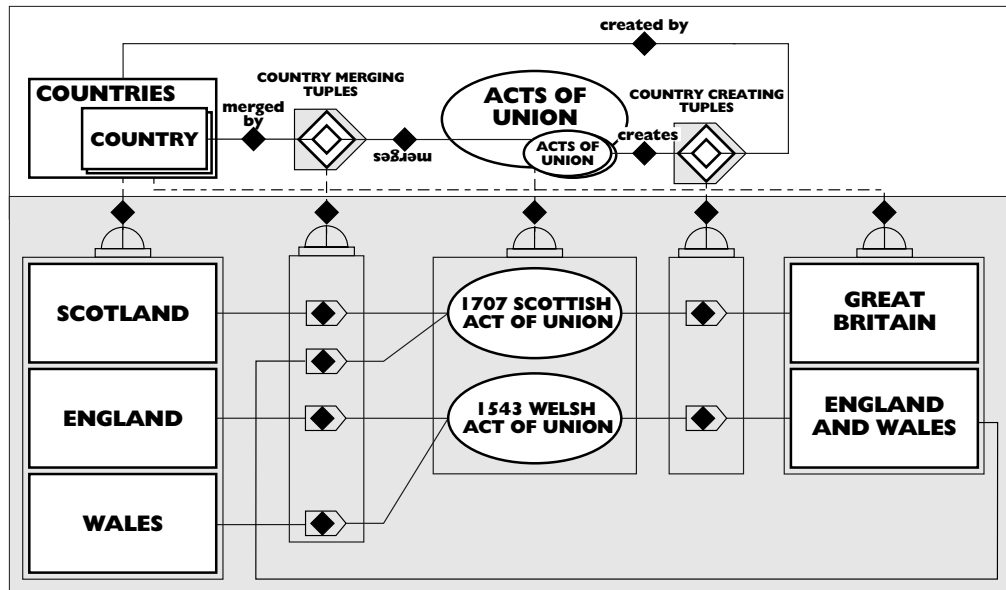 created by
COUNTRIES
COUNTRY
merged
by
COUNTRY MERGING
TUPLES
merges
ACTS OF
UNION
ACTS OF
UNION
creates
COUNTRY CREATING
TUPLES
SCOTLAND
1707 SCOTTISH
ACT OF UNION
GREAT
BRITAIN
ENGLAND
1543 WELSH
ACT OF UNION
ENGLAND
AND WALES
WALES